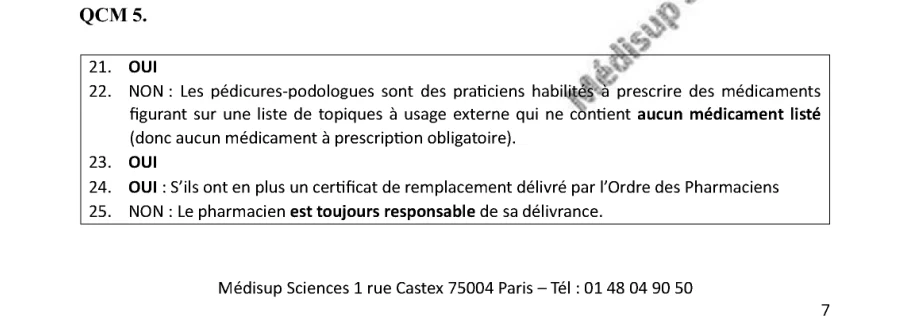 QCM 5.
Médisup
21. OUI
22. NON : Les pédicures-podologues sont des praticiens habilités à prescrire des médicaments
figurant sur une liste de topiques à usage externe qui ne contient aucun médicament listé
(donc aucun médicament à prescription obligatoire).
23. OUI
24. OUI : S'ils ont en plus un certificat de remplacement délivré par l'Ordre des Pharmaciens
25. NON : Le pharmacien est toujours responsable de sa délivrance.
Médisup Sciences 1 rue Castex 75004 Paris – Tél : 01 48 04 90 50
7